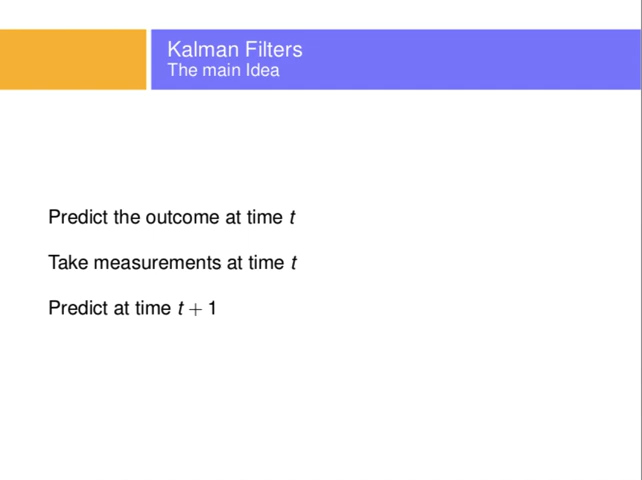 Kalman Filters
The main Idea
Predict the outcome at time t
Take measurements at time t
Predict at time t + 1